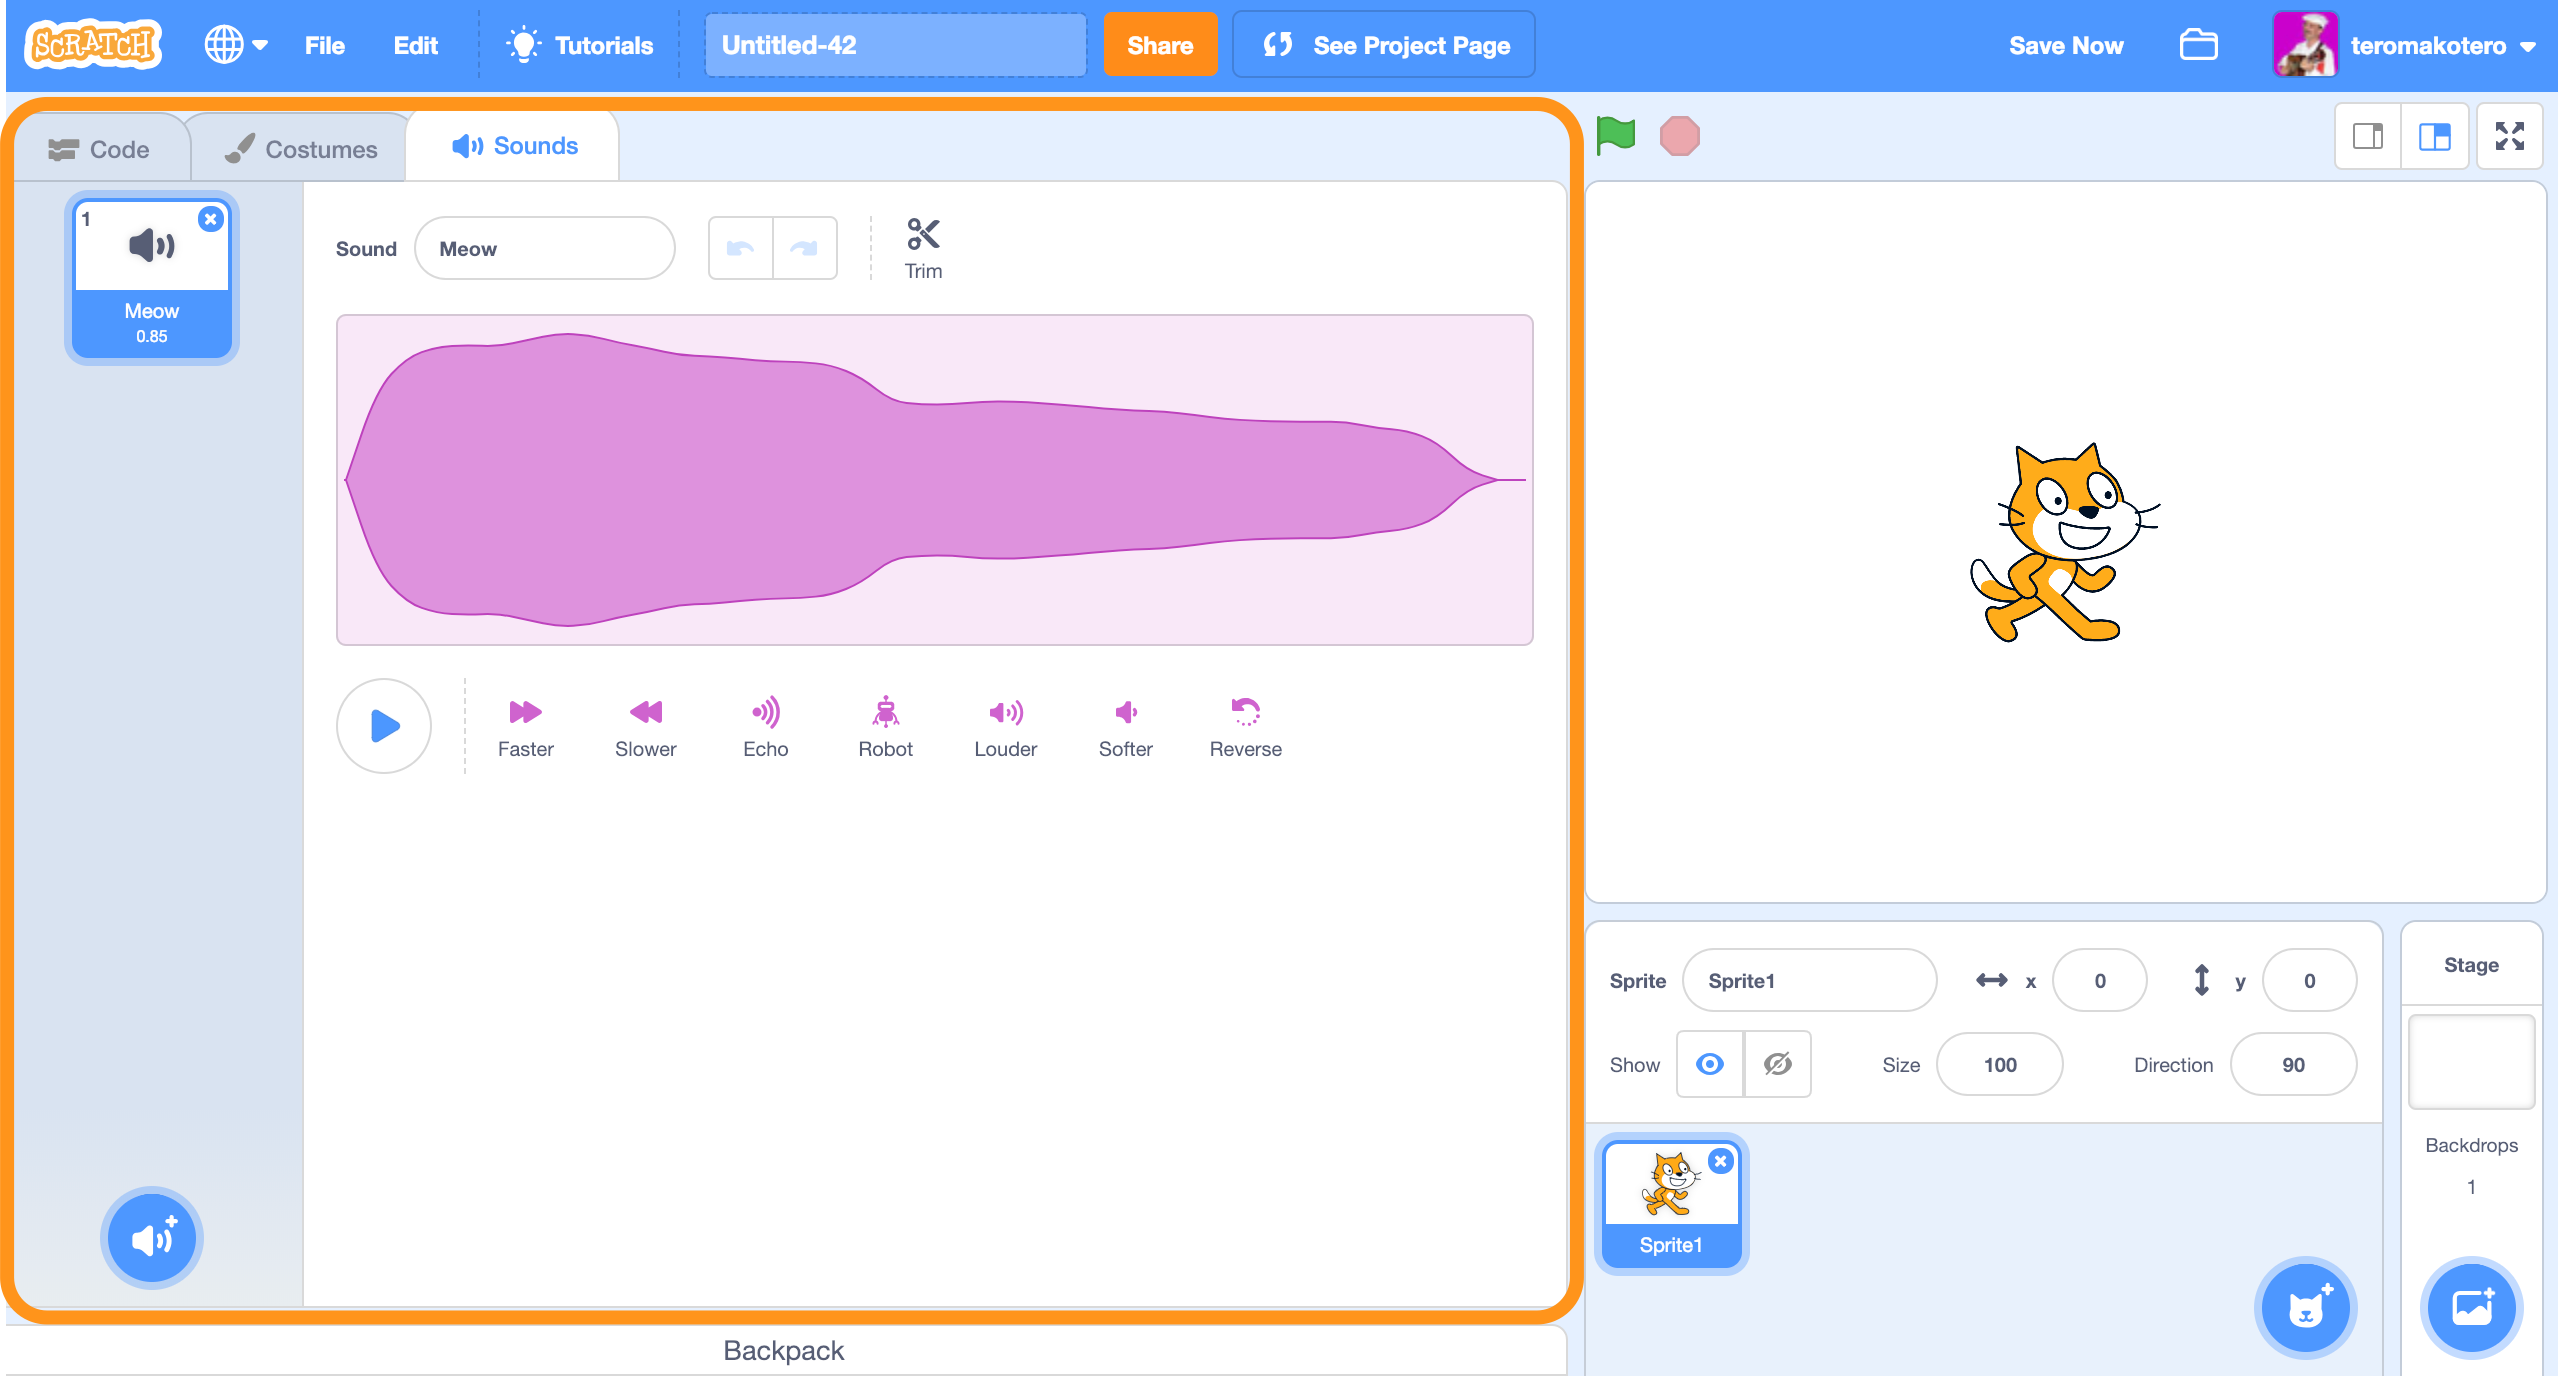 SCRATCH File Edit Tutorials Untitled-42 Share See Project Page Save Now teromakotero
Code Costumes Sounds
1
Meow
0.85
Sound Meow Trim
Faster Slower Echo Robot Louder Softer Reverse
Backpack
Sprite Sprite1 x 0 y 0
Show Size 100 Direction 90
Sprite1
Stage
Backdrops
1